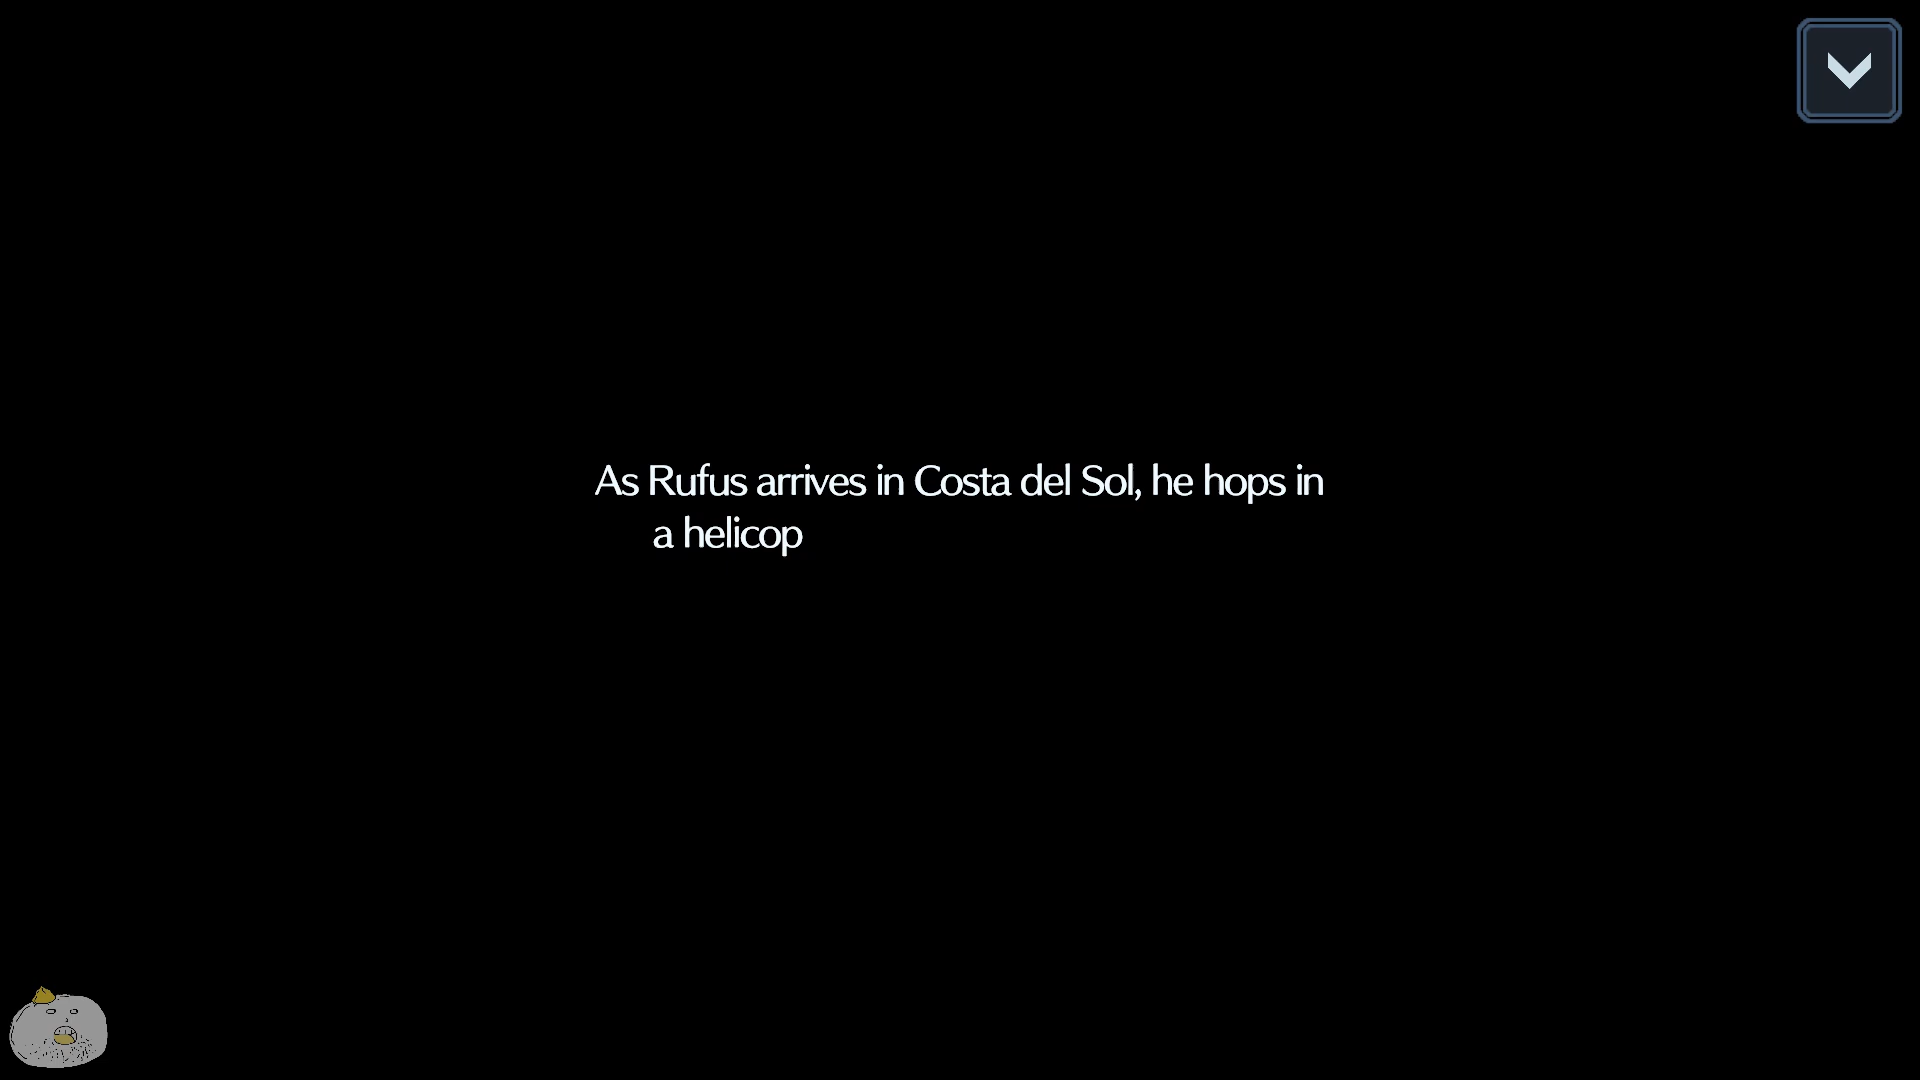 As Rufus arrives in Costa del Sol, he hops in
a helicop